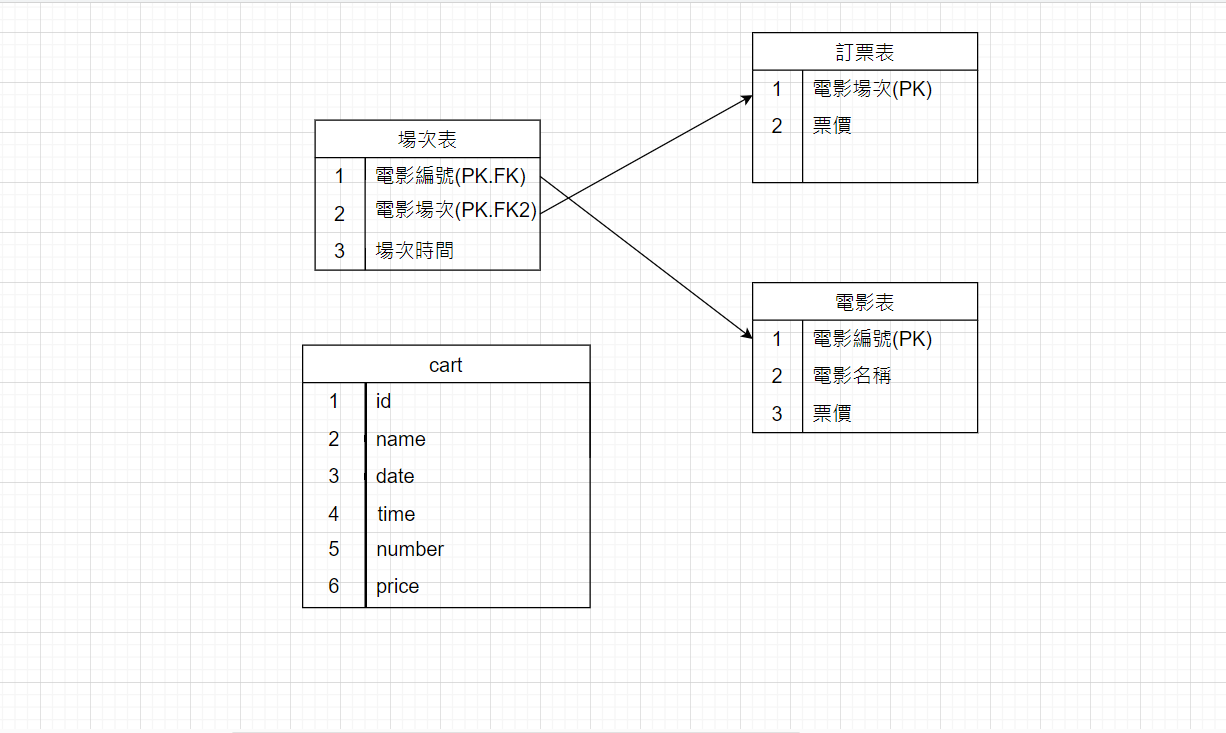 訂票表
1 電影場次(PK)
2 票價
場次表
1 電影編號(PK.FK)
2 電影場次(PK.FK2)
3 場次時間
電影表
1 電影編號(PK)
2 電影名稱
3 票價
cart
1 id
2 name
3 date
4 time
5 number
6 price